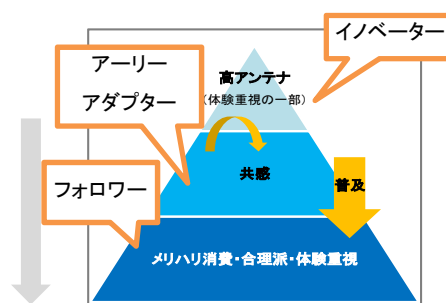 イノベーター
アーリー
アダプター
高アンテナ
(体験重視の一部)
共感
普及
フォロワー
メリハリ消費・合理派・体験重視